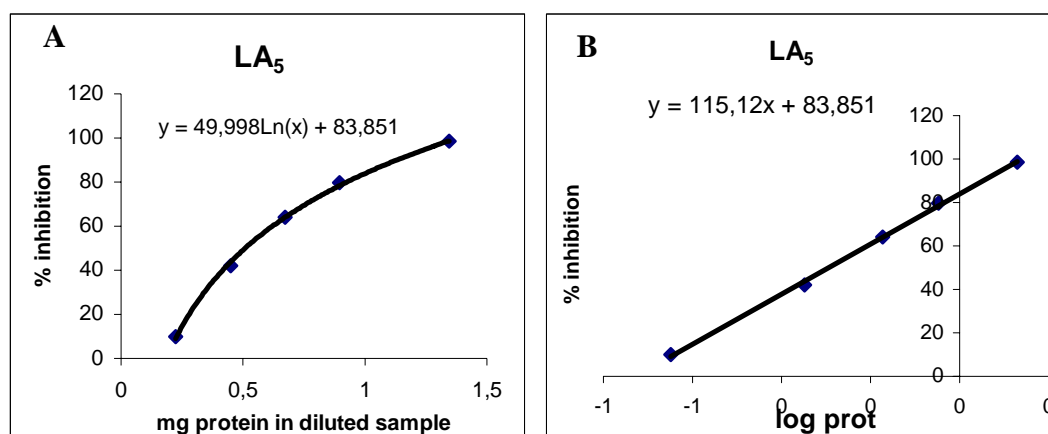 A
LA₅
y = 49,998Ln(x) + 83,851
% inhibition
120
100
80
60
40
20
0
0 0,5 1 1,5
mg protein in diluted sample
B
LA₅
y = 115,12x + 83,851
% inhibition
120
100
80
60
40
20
0
-1 -1 0 0 0
log prot